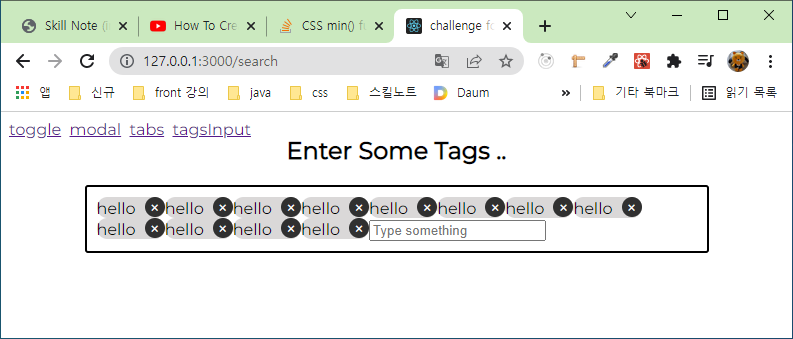 Skill Note (i
How To Cre
CSS min() fu
challenge fo
127.0.0.1:3000/search
앱 신규 front 강의 java css 스킬노트 Daum » 기타 북마크 읽기 목록
toggle modal tabs tagsInput
Enter Some Tags ..
hello × hello × hello × hello × hello × hello × hello × hello ×
hello × hello × hello × hello × Type something